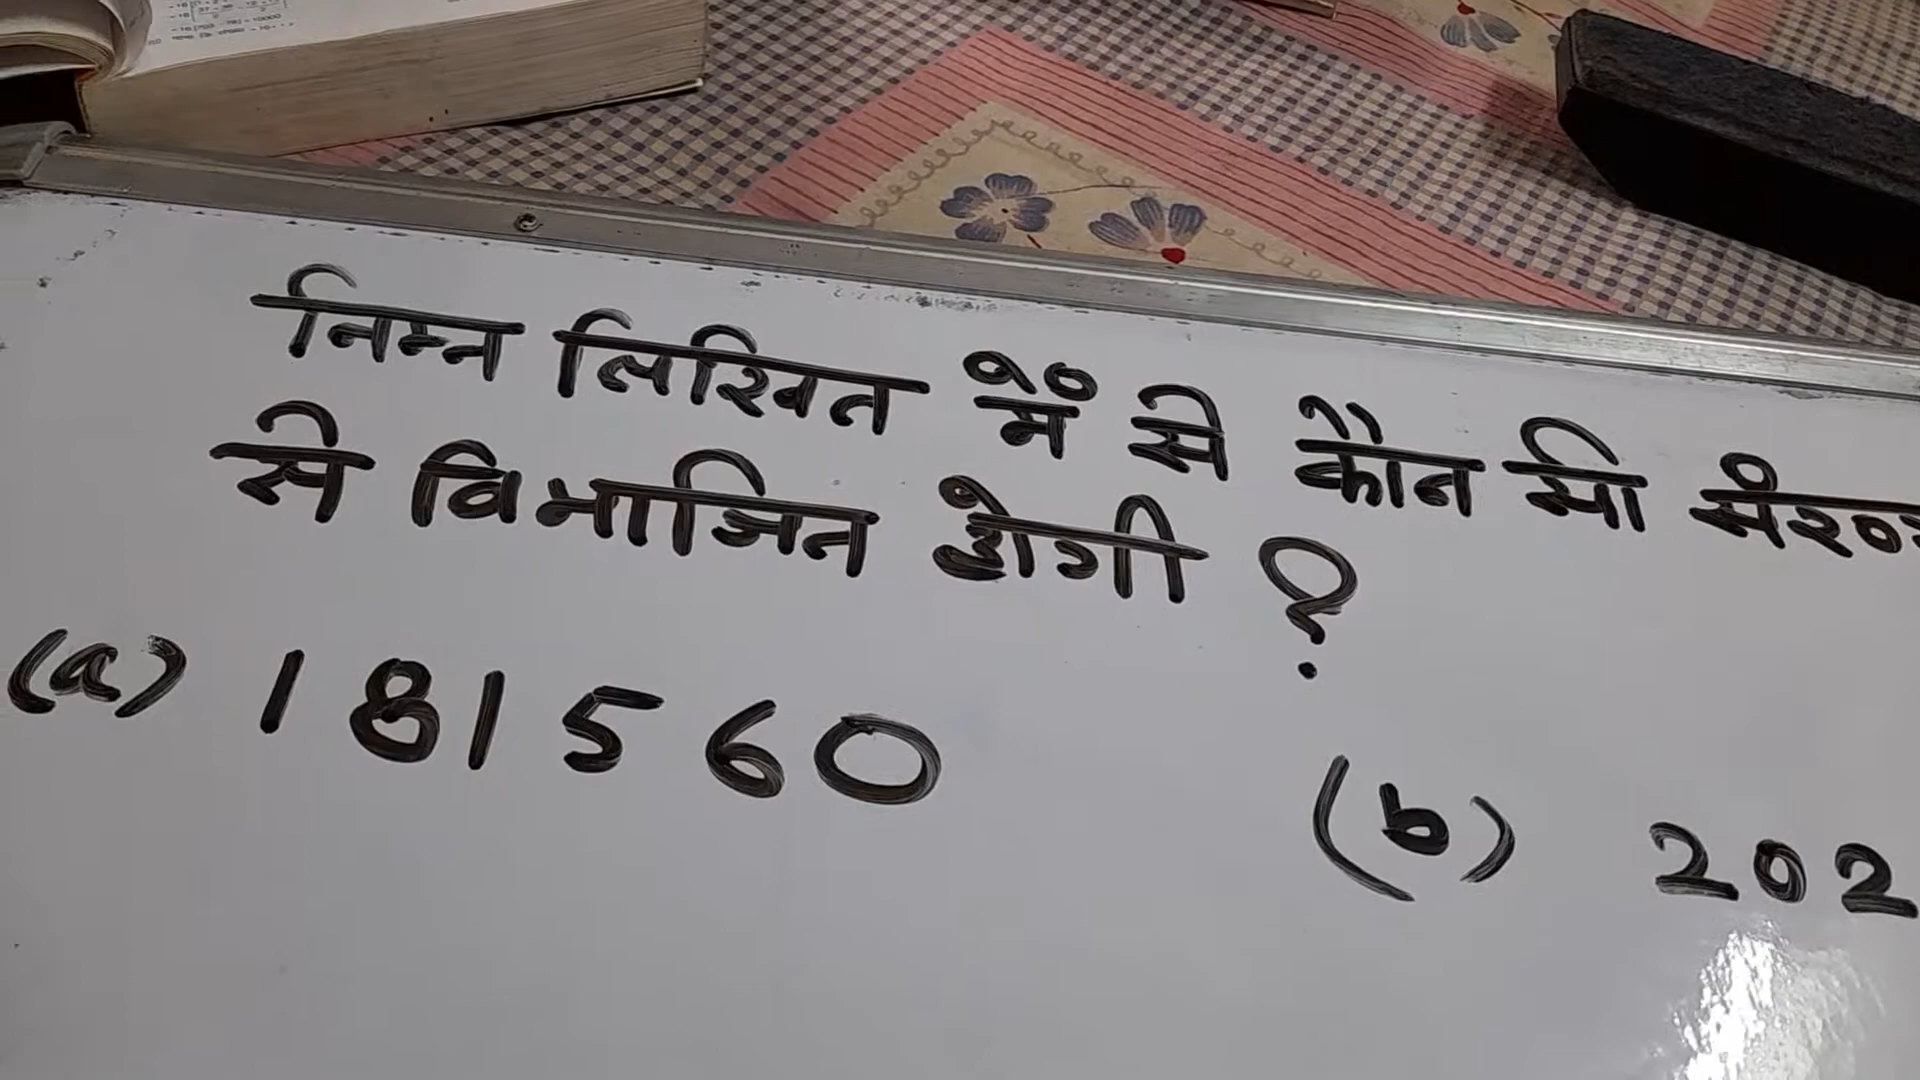 निम्न लिखित में से कौन सी
से विभाजित होगी ?
(a) 181560
(b) 202